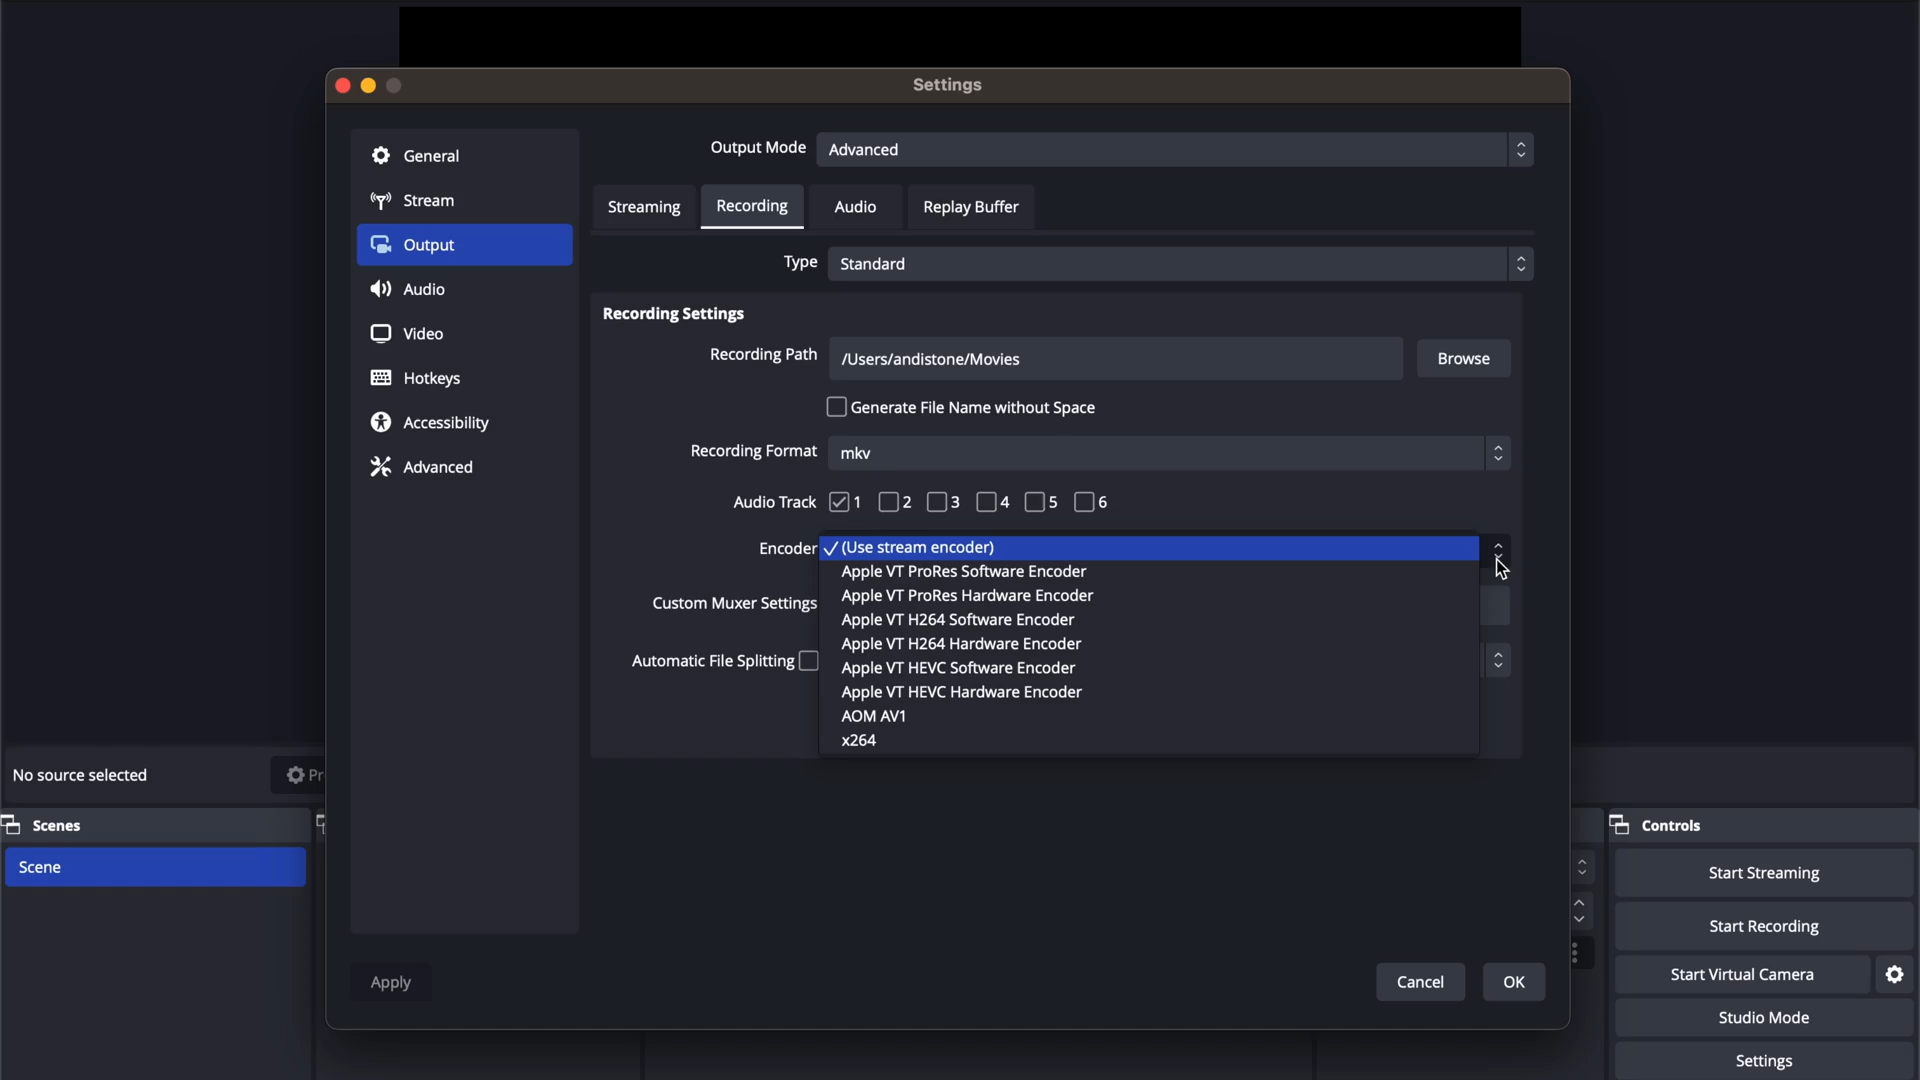 Settings
General
Stream
Output
Audio
Video
Hotkeys
Accessibility
Advanced
Output Mode Advanced
Streaming Recording Audio Replay Buffer
Type Standard
Recording Settings
Recording Path /Users/andistone/Movies Browse
Generate File Name without Space
Recording Format mkv
Audio Track 1 2 3 4 5 6
Encoder (Use stream encoder)
Apple VT ProRes Software Encoder
Apple VT ProRes Hardware Encoder
Apple VT H264 Software Encoder
Apple VT H264 Hardware Encoder
Apple VT HEVC Software Encoder
Apple VT HEVC Hardware Encoder
AOM AV1
x264
Custom Muxer Settings
Automatic File Splitting
Apply Cancel OK
No source selected Pr
Scenes
Scene
Controls
Start Streaming
Start Recording
Start Virtual Camera
Studio Mode
Settings